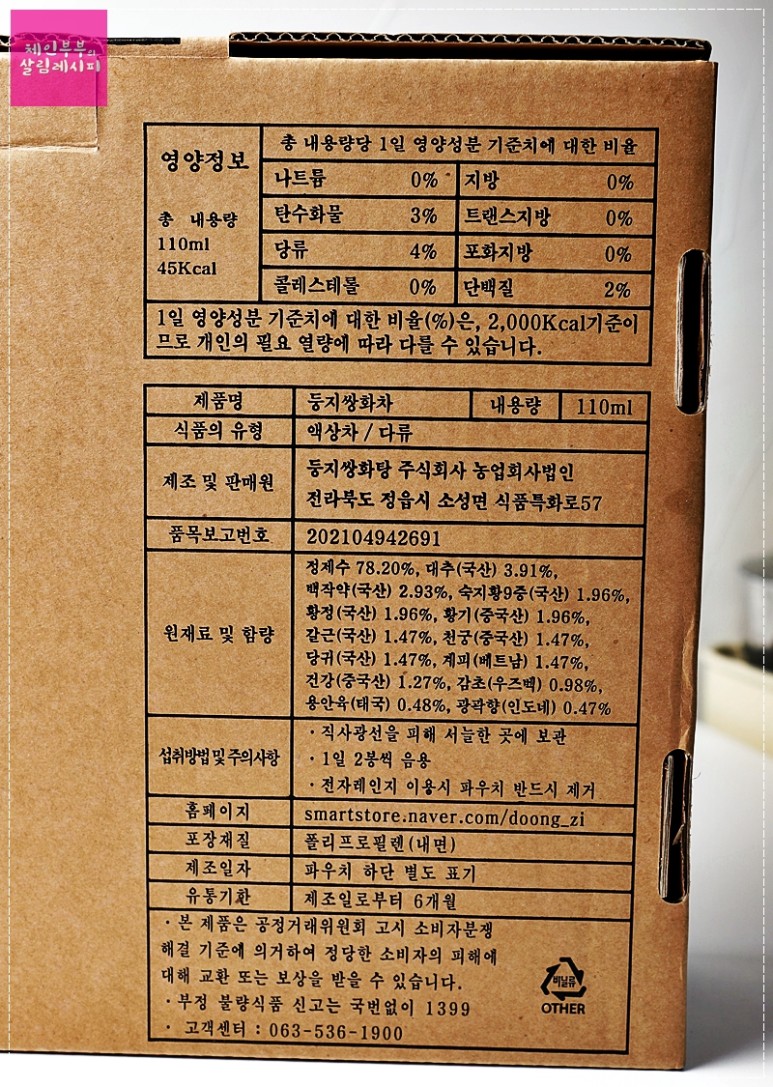 체인부부의
살림레시피
영양정보
총 내용량
110ml
45Kcal
총 내용량당 1일 영양성분 기준치에 대한 비율
나트륨 0% 지방 0%
탄수화물 3% 트랜스지방 0%
당류 4% 포화지방 0%
콜레스테롤 0% 단백질 2%
1일 영양성분 기준치에 대한 비율(%)은, 2,000Kcal기준이
므로 개인의 필요 열량에 따라 다를 수 있습니다.
제품명 둥지쌍화차 내용량 110ml
식품의 유형 액상차 / 다류
제조 및 판매원
둥지쌍화탕 주식회사 농업회사법인
전라북도 정읍시 소성면 식품특화로57
품목보고번호 202104942691
원재료 및 함량
정제수 78.20%, 대추(국산) 3.91%,
백작약(국산) 2.93%, 숙지황9증(국산) 1.96%,
황정(국산) 1.96%, 황기(중국산) 1.96%,
갈근(국산) 1.47%, 천궁(중국산) 1.47%,
당귀(국산) 1.47%, 계피(베트남) 1.47%,
건강(중국산) 1.27%, 감초(우즈벡) 0.98%,
용안육(태국) 0.48%, 광곽향(인도네) 0.47%
섭취방법및주의사항
· 직사광선을 피해 서늘한 곳에 보관
· 1일 2봉씩 음용
· 전자레인지 이용시 파우치 반드시 제거
홈페이지 smartstore.naver.com/doong_zi
포장재질 폴리프로필렌(내면)
제조일자 파우치 하단 별도 표기
유통기한 제조일로부터 6개월
· 본 제품은 공정거래위원회 고시 소비자분쟁
해결 기준에 의거하여 정당한 소비자의 피해에
대해 교환 또는 보상을 받을 수 있습니다.
· 부정 불량식품 신고는 국번없이 1399
· 고객센터 : 063-536-1900
비닐류
OTHER